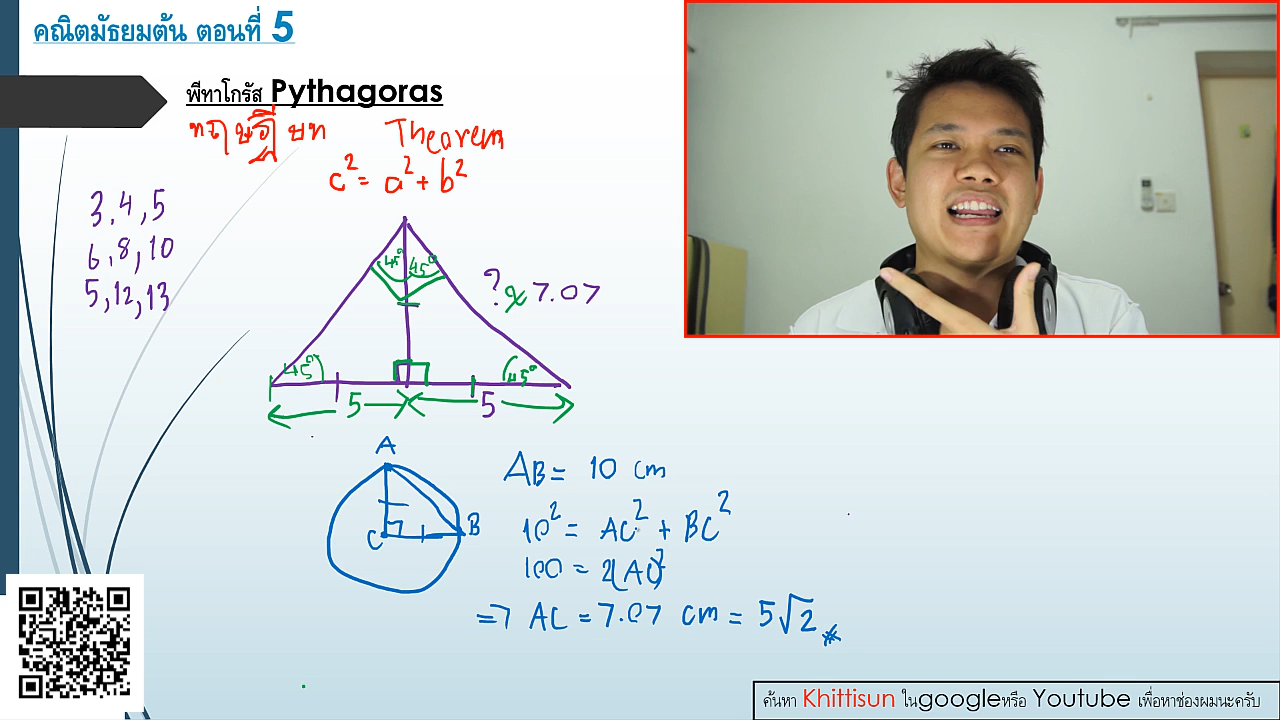 คณิตมัธยมต้น ตอนที่ 5
พีทาโกรัส Pythagoras
ทฤษฎีบท Theorem
c² = a² + b²
3,4,5
6,8,10
5,12,13
45° 45°
? ≈ 7.07
45° 45°
5 5
A
C B
AB = 10 cm
10² = AC² + BC²
100 = 2(AC)²
=> AC = 7.07 cm = 5√2 *
ค้นหา Khittisun ในgoogleหรือ Youtube เพื่อหาช่องผมนะครับ